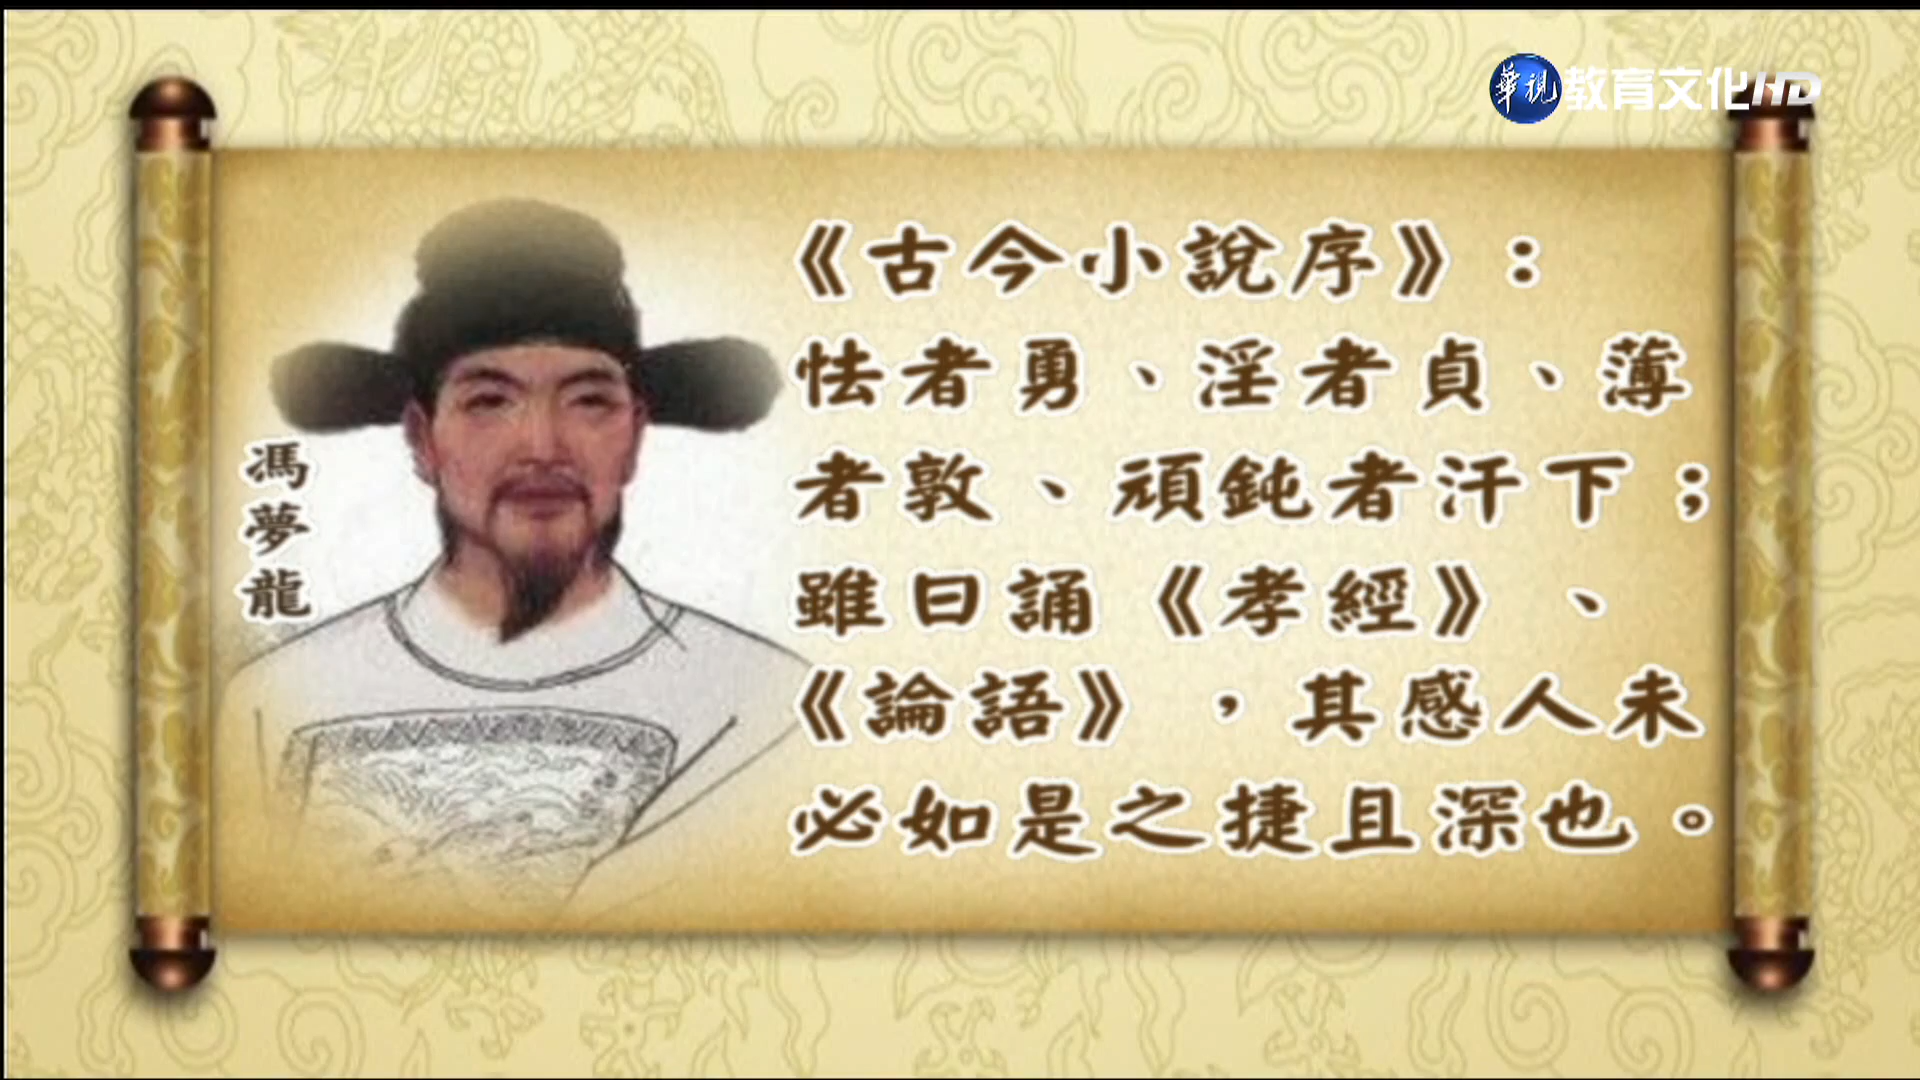 華視 教育文化HD
馮夢龍
《古今小說序》：
怯者勇、淫者貞、薄
者敦、頑鈍者汗下；
雖日誦《孝經》、
《論語》，其感人未
必如是之捷且深也。